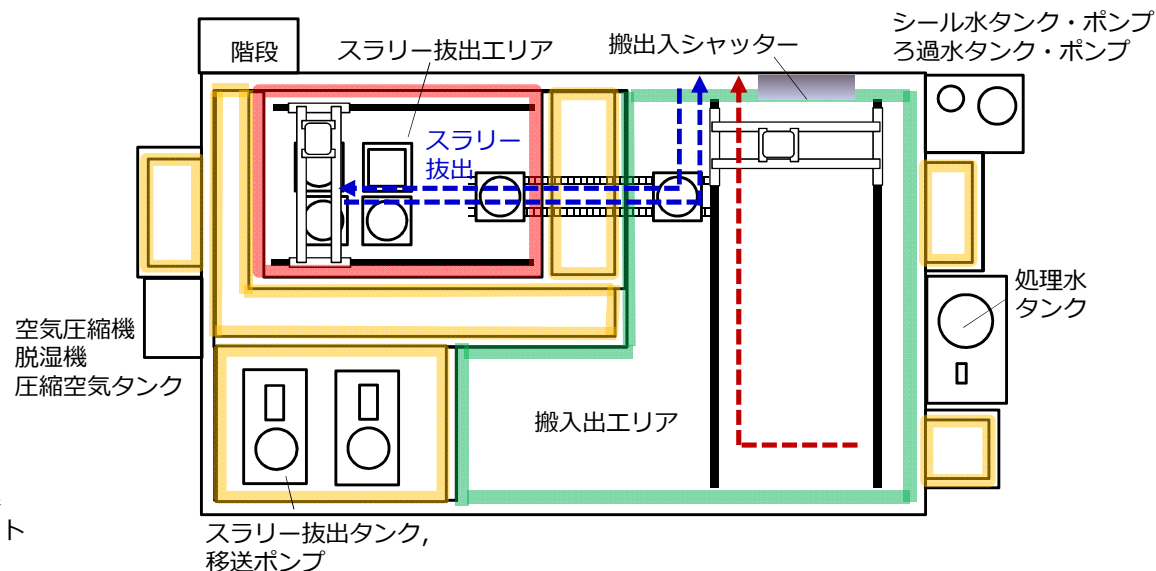 シール水タンク・ポンプ
ろ過水タンク・ポンプ
階段
スラリー抜出エリア
搬出入シャッター
スラリー
抜出
処理水
タンク
空気圧縮機
脱湿機
圧縮空気タンク
搬入出エリア
ト
スラリー抜出タンク,
移送ポンプ